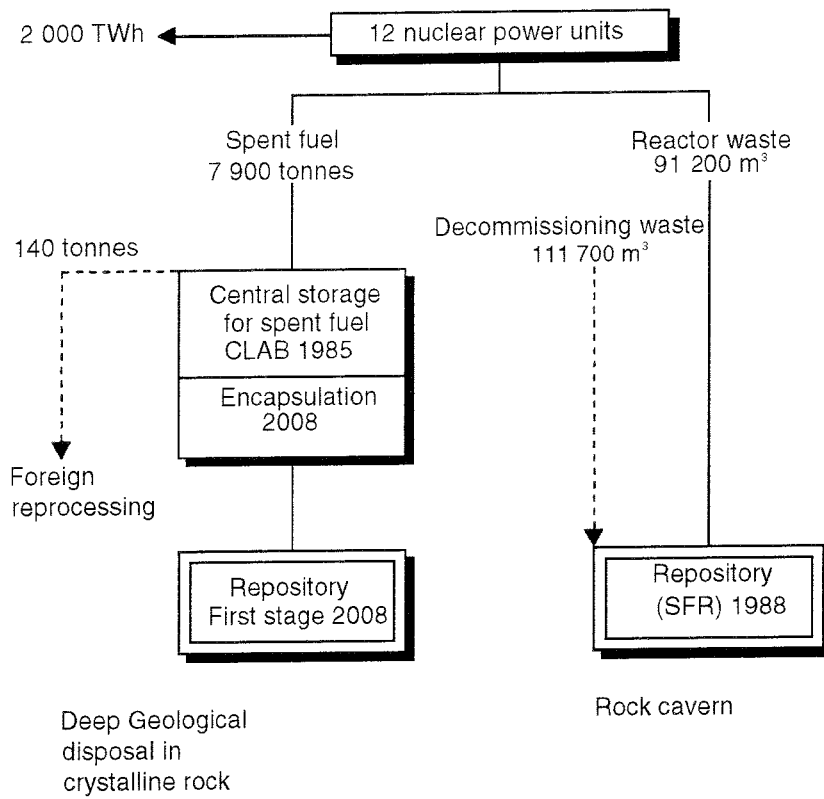 2 000 TWh
12 nuclear power units
Spent fuel
7 900 tonnes
Reactor waste
91 200 m³
Decommissioning waste
111 700 m³
140 tonnes
Central storage
for spent fuel
CLAB 1985
Encapsulation
2008
Foreign
reprocessing
Repository
First stage 2008
Repository
(SFR) 1988
Deep Geological
disposal in
crystalline rock
Rock cavern